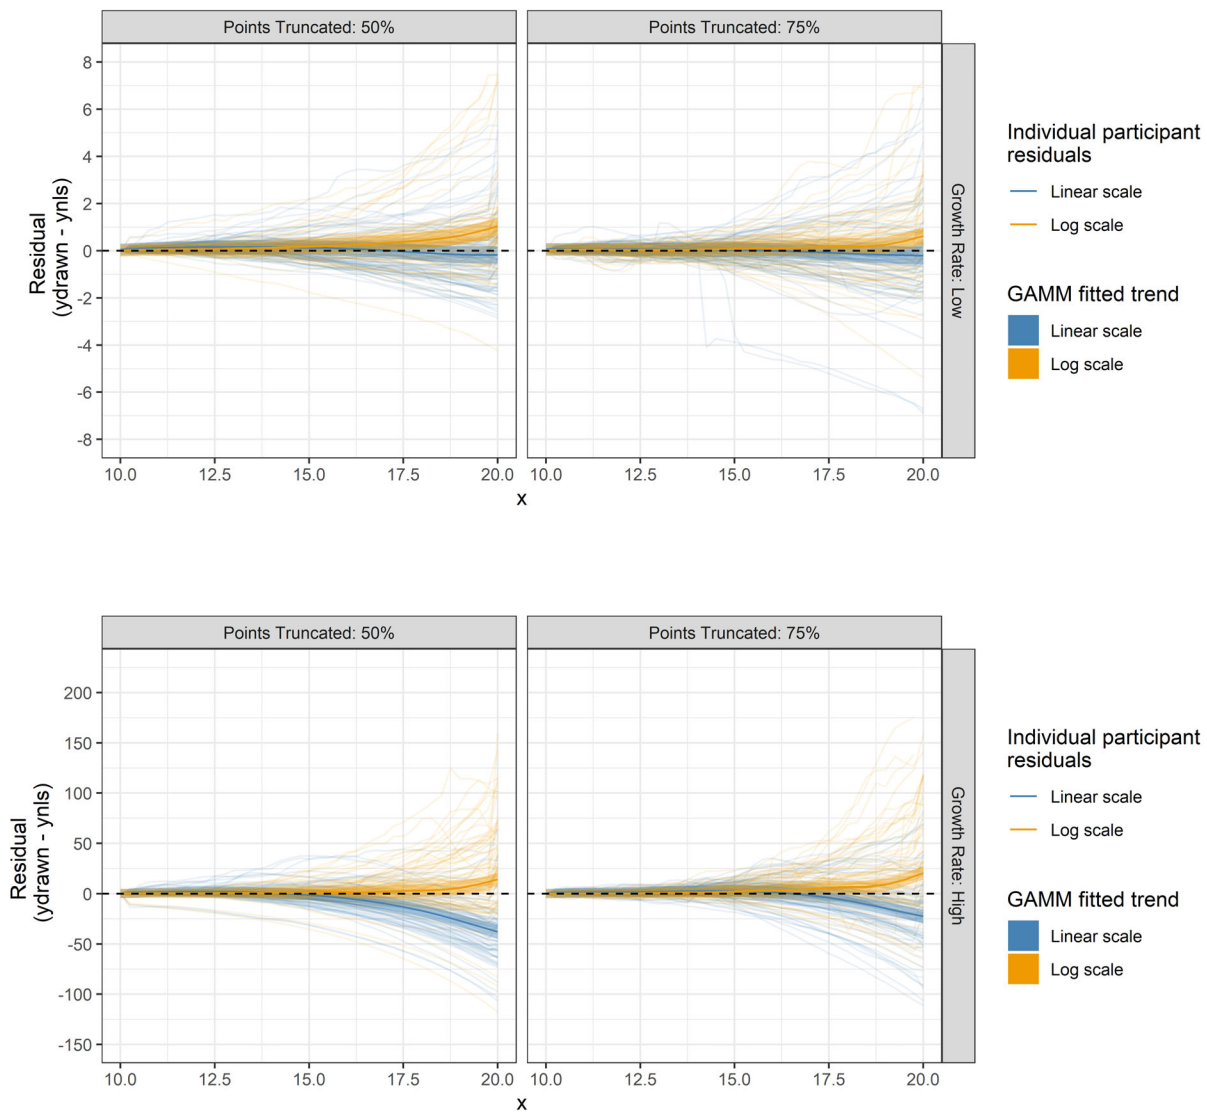 Points Truncated: 50%
Points Truncated: 75%
8
6
4
2
0
-2
-4
-6
-8
Residual
(ydrawn - ynls)
Growth Rate: Low
10.0 12.5 15.0 17.5 20.0
10.0 12.5 15.0 17.5 20.0
x
Individual participant
residuals
Linear scale
Log scale
GAMM fitted trend
Linear scale
Log scale
Points Truncated: 50%
Points Truncated: 75%
200
150
100
50
0
-50
-100
-150
Residual
(ydrawn - ynls)
Growth Rate: High
10.0 12.5 15.0 17.5 20.0
10.0 12.5 15.0 17.5 20.0
x
Individual participant
residuals
Linear scale
Log scale
GAMM fitted trend
Linear scale
Log scale